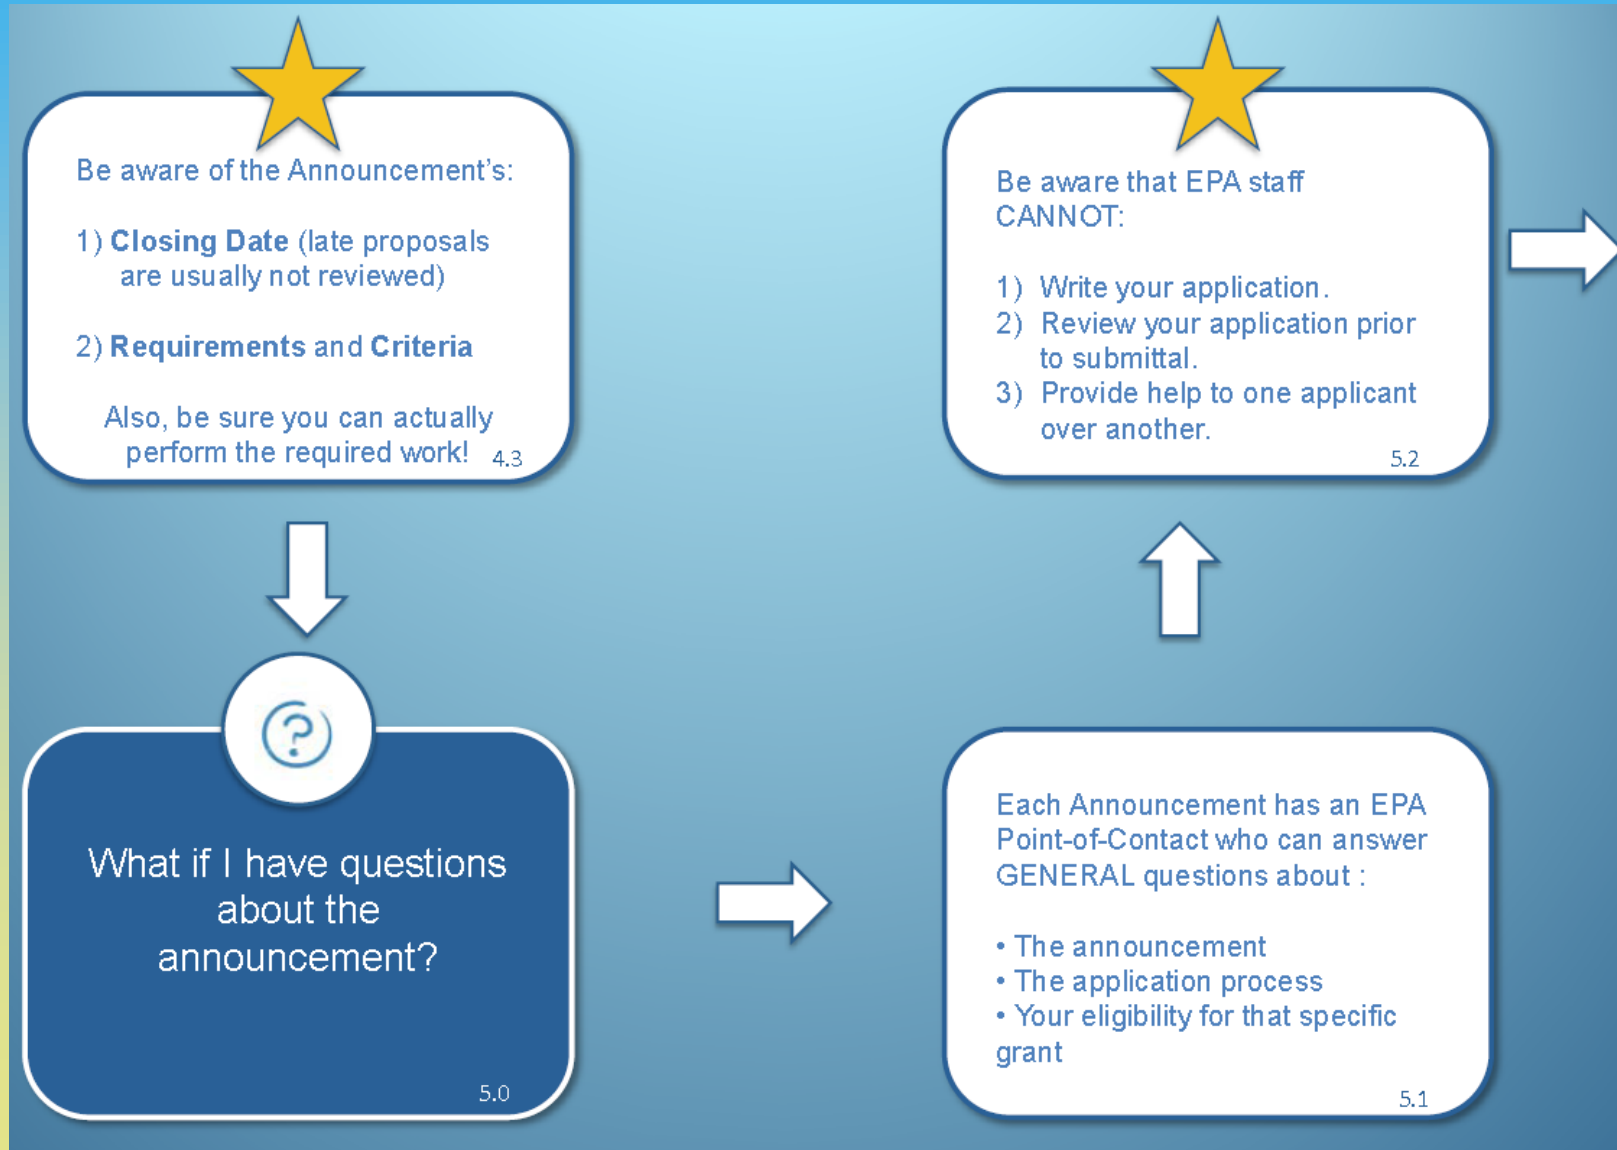 Be aware of the Announcement's:
1) Closing Date (late proposals
are usually not reviewed)
2) Requirements and Criteria
Also, be sure you can actually
perform the required work!
4.3
?
What if I have questions
about the
announcement?
5.0
Each Announcement has an EPA
Point-of-Contact who can answer
GENERAL questions about :
• The announcement
• The application process
• Your eligibility for that specific
grant
5.1
Be aware that EPA staff
CANNOT:
1) Write your application.
2) Review your application prior
to submittal.
3) Provide help to one applicant
over another.
5.2